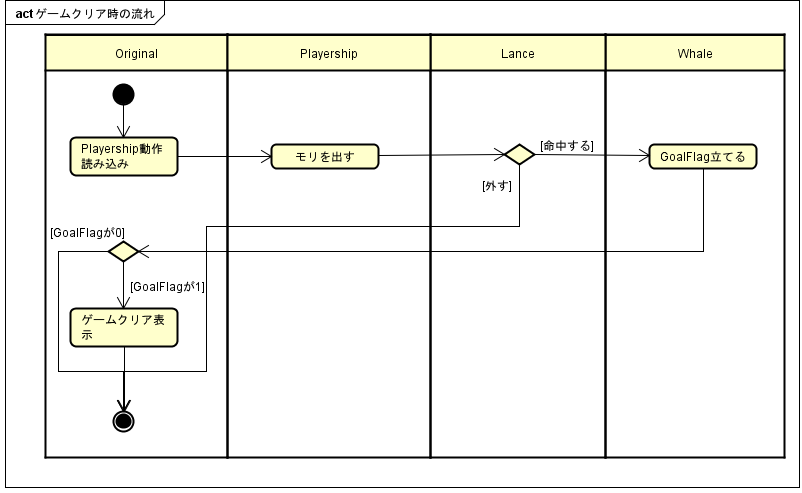 act ゲームクリア時の流れ
Original
Playership
Lance
Whale
Playership動作
読み込み
モリを出す
[命中する]
GoalFlag立てる
[外す]
[GoalFlagが0]
[GoalFlagが1]
ゲームクリア表
示